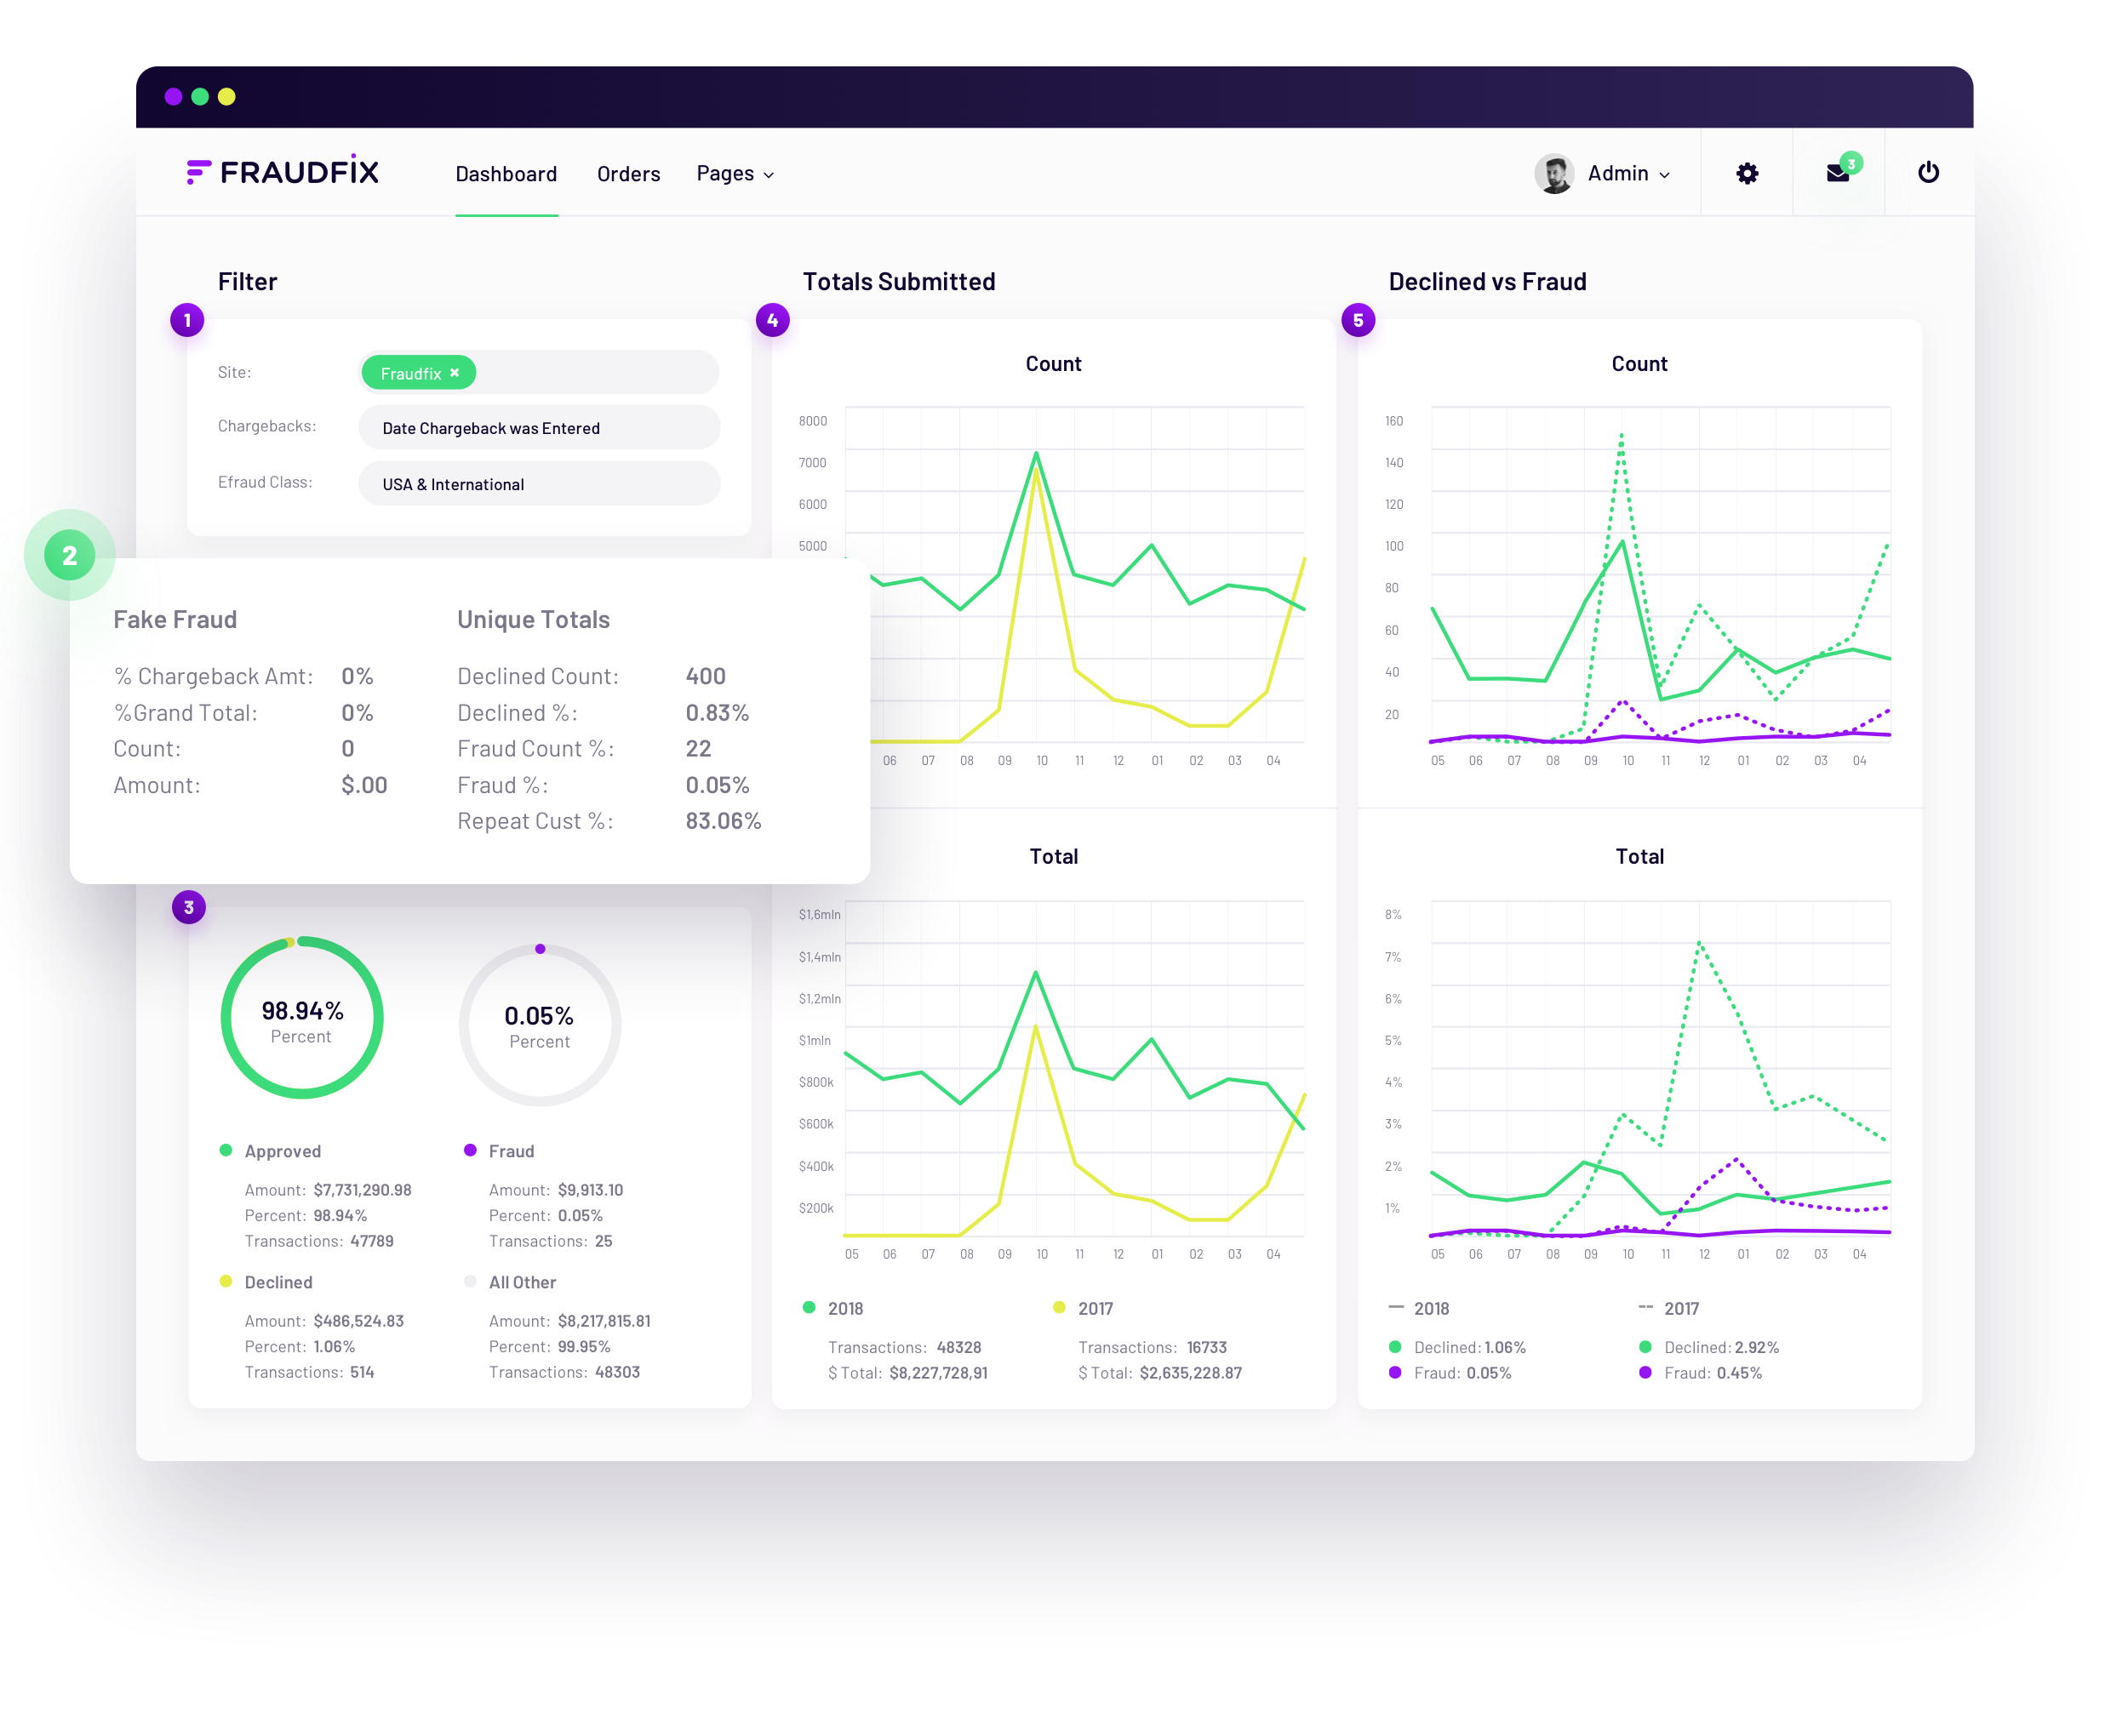 FRAUDFIX
Dashboard
Orders
Pages
Admin
3
Filter
1
Site:
Fraudfix ×
Chargebacks:
Date Chargeback was Entered
Efraud Class:
USA & International
2
Fake Fraud
% Chargeback Amt: 0%
%Grand Total: 0%
Count: 0
Amount: $.00
Unique Totals
Declined Count: 400
Declined %: 0.83%
Fraud Count %: 22
Fraud %: 0.05%
Repeat Cust %: 83.06%
3
98.94%
Percent
0.05%
Percent
Approved
Amount: $7,731,290.98
Percent: 98.94%
Transactions: 47789
Fraud
Amount: $9,913.10
Percent: 0.05%
Transactions: 25
Declined
Amount: $486,524.83
Percent: 1.06%
Transactions: 514
All Other
Amount: $8,217,815.81
Percent: 99.95%
Transactions: 48303
Totals Submitted
4
Count
8000
7000
6000
5000
06 07 08 09 10 11 12 01 02 03 04
Total
$1,6mln
$1,4mln
$1,2mln
$1mln
$800k
$600k
$400k
$200k
05 06 07 08 09 10 11 12 01 02 03 04
2018
Transactions: 48328
$ Total: $8,227,728,91
2017
Transactions: 16733
$ Total: $2,635,228.87
Declined vs Fraud
5
Count
160
140
120
100
80
60
40
20
05 06 07 08 09 10 11 12 01 02 03 04
Total
8%
7%
6%
5%
4%
3%
2%
1%
05 06 07 08 09 10 11 12 01 02 03 04
2018
Declined: 1.06%
Fraud: 0.05%
2017
Declined: 2.92%
Fraud: 0.45%